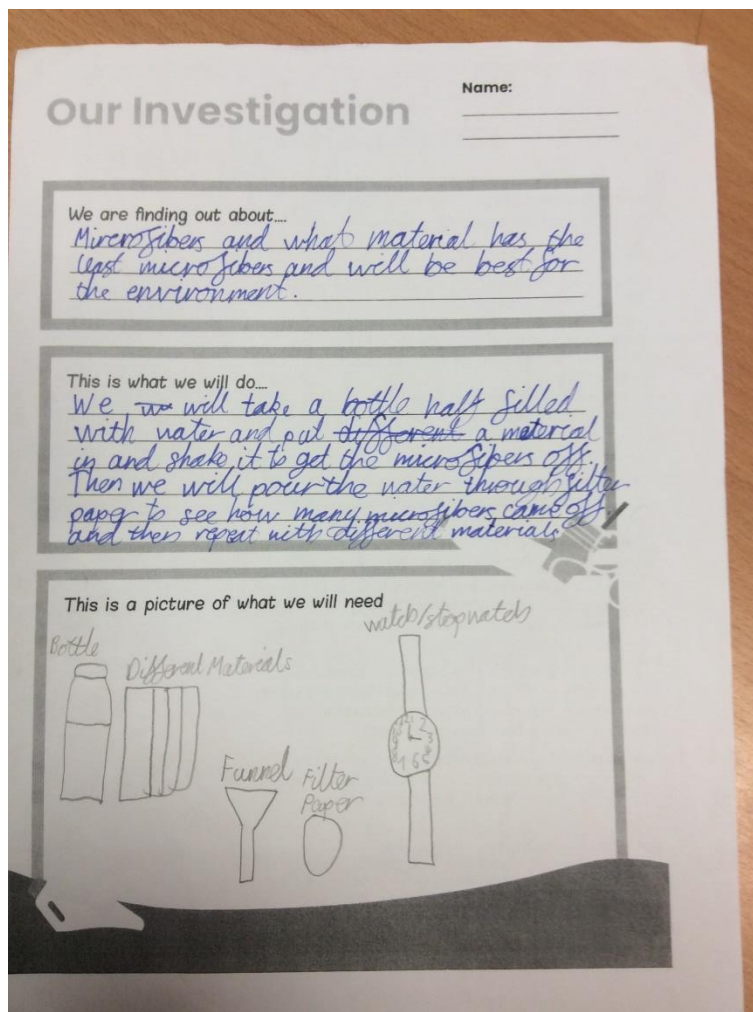 Our Investigation
Name:
We are finding out about....
Mircrofibers and what material has the
least microfibers and will be best for
the environment.
This is what we will do....
We will take a bottle half filled
with water and put different a material
in and shake it to get the microfibers off.
Then we will pour the water through filter
paper to see how many microfibers came off
and then repeat with different materials
This is a picture of what we will need
watch/stopwatch
Bottle
Different Materials
Funnel
Filter
Paper